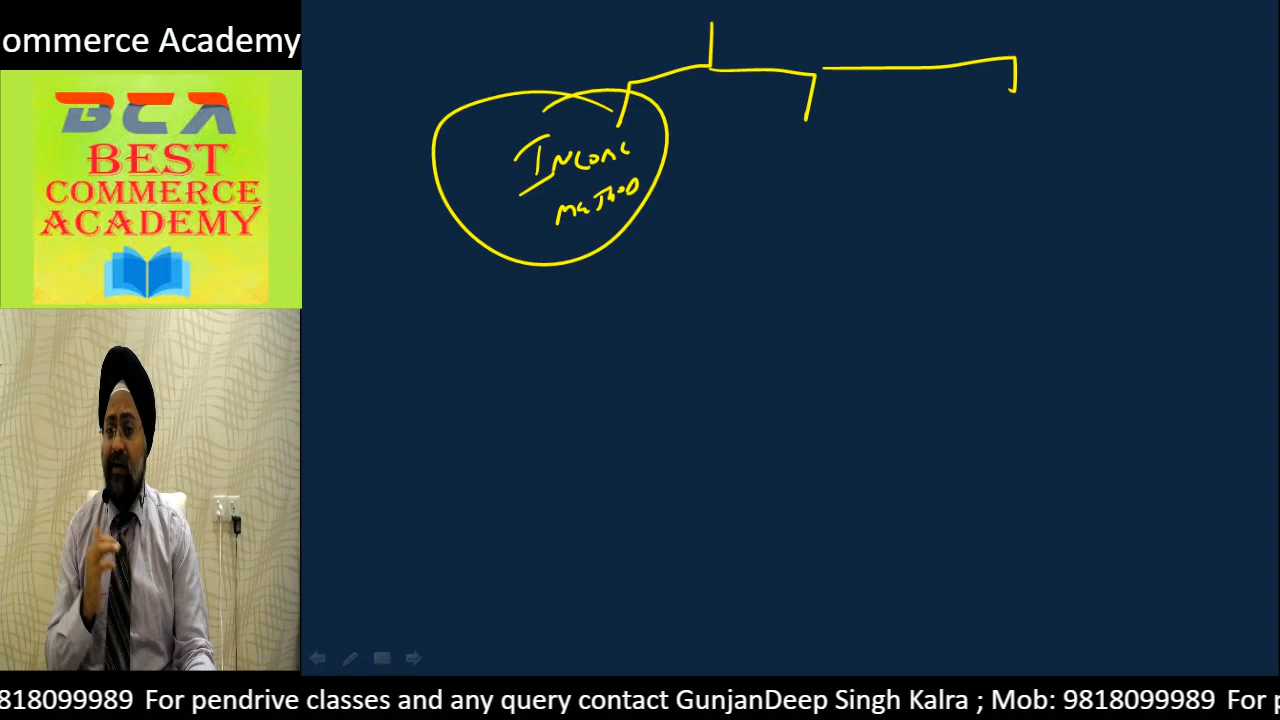 ommerce Academy
BCA
BEST
COMMERCE
ACADEMY
Income
method
818099989 For pendrive classes and any query contact GunjanDeep Singh Kalra ; Mob: 9818099989 For p